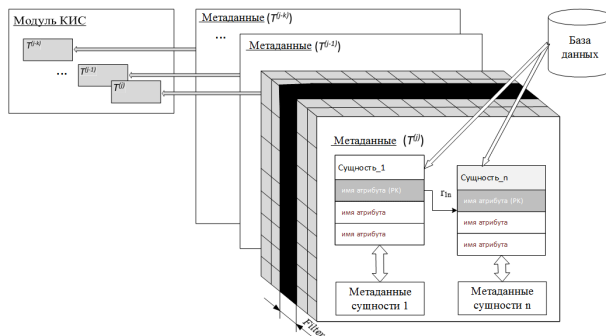 Модуль КИС
T(j-k)
...
T(j-1)
T(j)
Метаданные (T(j-k))
...
Метаданные (T(j-1))
База
данных
Метаданные (T(j))
Сущность_1
имя атрибута (PK)
имя атрибута
имя атрибута
r1n
Сущность_n
имя атрибута (PK)
имя атрибута
имя атрибута
Метаданные
сущности 1
Метаданные
сущности n
Filter